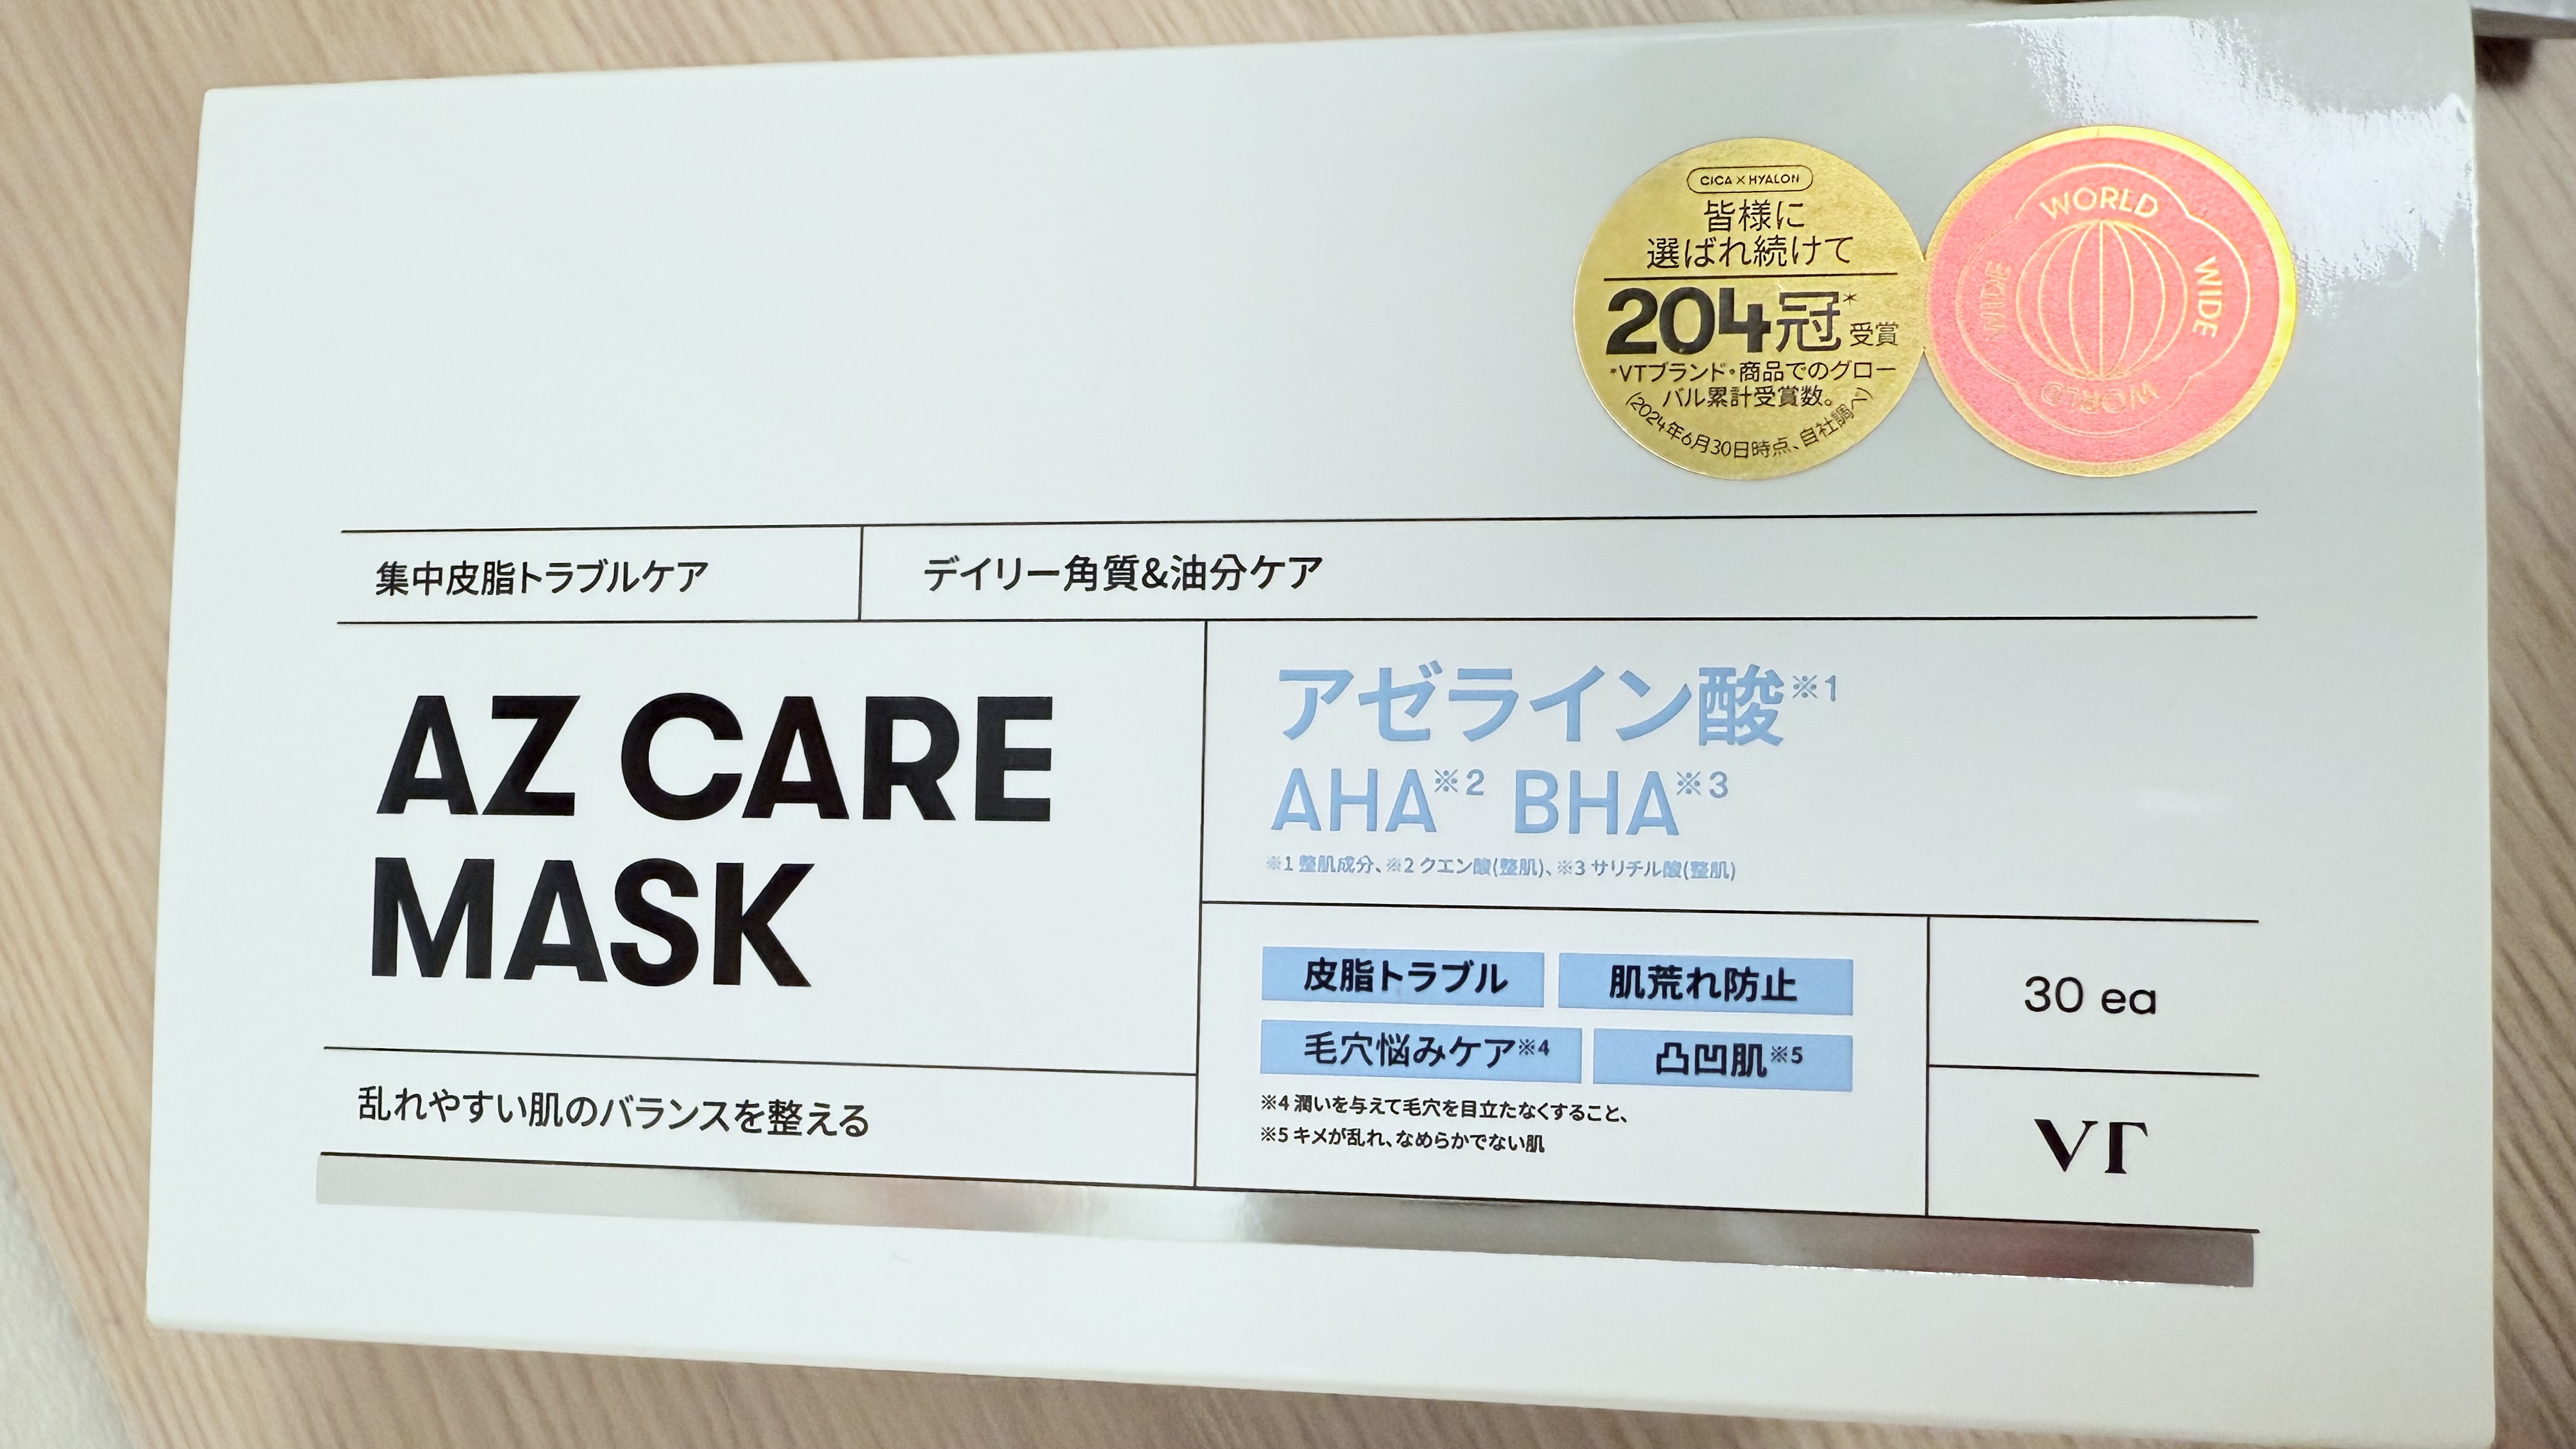 CICA×HYALON
皆様に
選ばれ続けて
204冠*受賞
*VTブランド・商品でのグロー
バル累計受賞数。
(2024年6月30日時点、自社調べ)
WORLD
WIDE
WORLD
WIDE
集中皮脂トラブルケア
デイリー角質&油分ケア
AZ CARE
MASK
乱れやすい肌のバランスを整える
アゼライン酸※1
AHA※2 BHA※3
※1 整肌成分、※2 クエン酸(整肌)、※3 サリチル酸(整肌)
皮脂トラブル
肌荒れ防止
毛穴悩みケア※4
凸凹肌※5
※4 潤いを与えて毛穴を目立たなくすること、
※5 キメが乱れ、なめらかでない肌
30 ea
VT